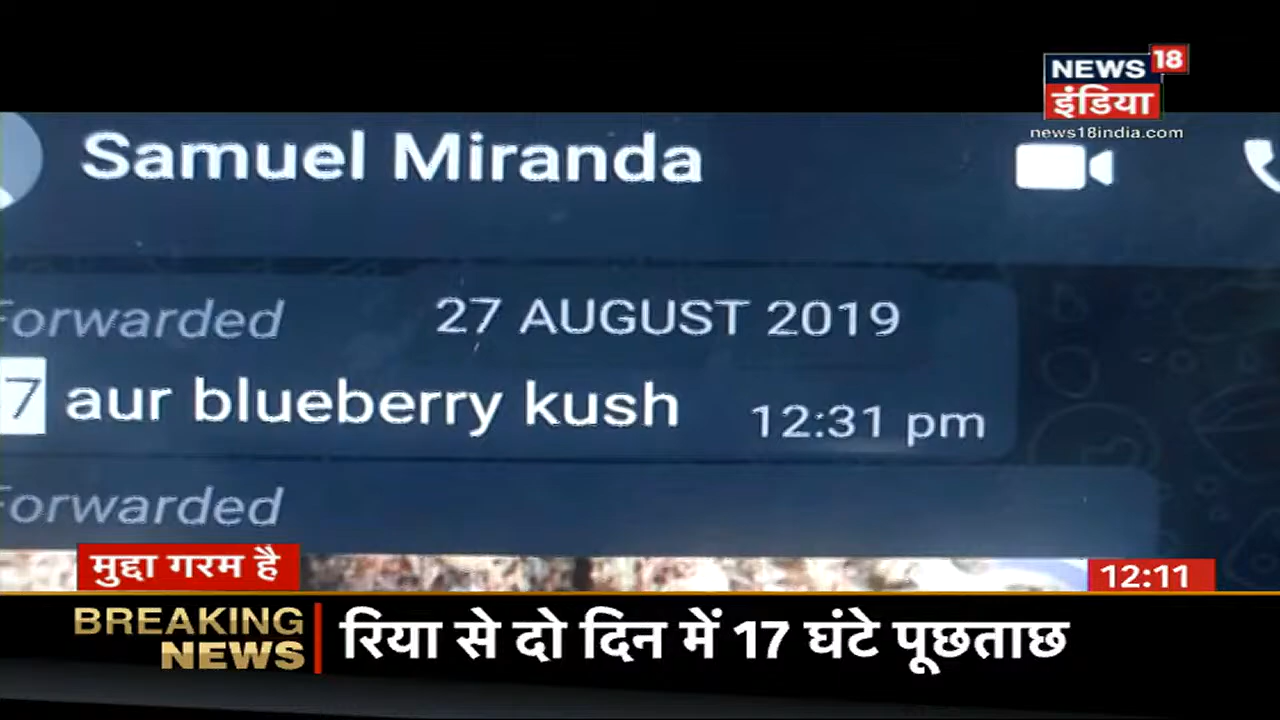 NEWS 18
इंडिया
news18india.com
Samuel Miranda
Forwarded
27 AUGUST 2019
7 aur blueberry kush
12:31 pm
Forwarded
मुद्दा गरम है
12:11
BREAKING NEWS
रिया से दो दिन में 17 घंटे पूछताछ